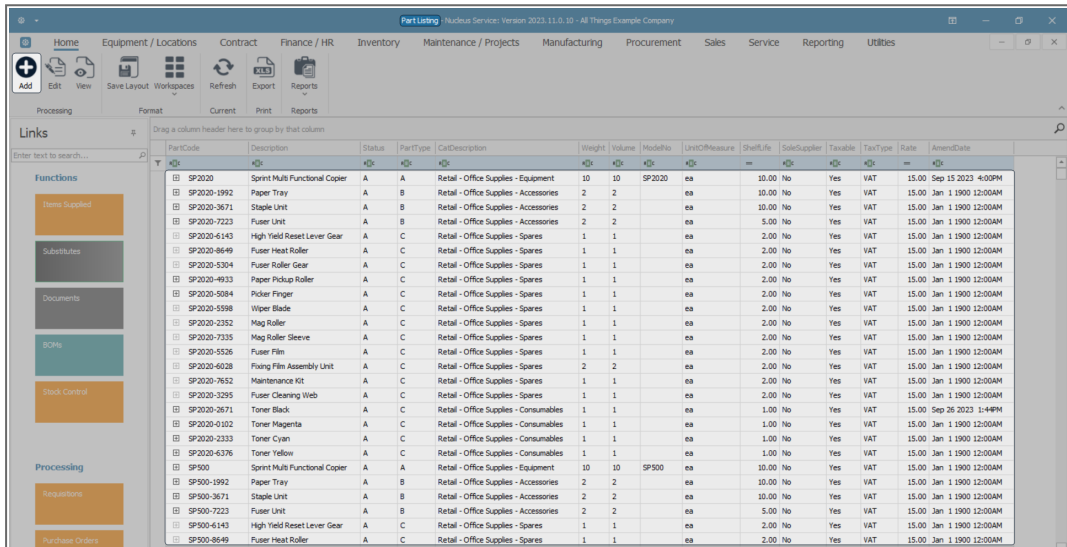 Part Listing - Nucleus Service: Version 2023.11.0.10 - All Things Example Company
Home Equipment / Locations Contract Finance / HR Inventory Maintenance / Projects Manufacturing Procurement Sales Service Reporting Utilities
Add Edit View Save Layout Workspaces Refresh XLS Export Reports
Processing Format Current Print Reports
Links
Drag a column header here to group by that column
Enter text to search...
PartCode Description Status PartType CatDescription Weight Volume ModelNo UnitOfMeasure ShelfLife SoleSupplier Taxable TaxType Rate AmendDate
Functions
Items Supplied
Substitutes
Documents
BOMs
Stock Control
Processing
Requisitions
Purchase Orders
SP2020 Sprint Multi Functional Copier A A Retail - Office Supplies - Equipment 10 10 SP2020 ea 10.00 No Yes VAT 15.00 Sep 15 2023 4:00PM
SP2020-1992 Paper Tray A B Retail - Office Supplies - Accessories 2 2 ea 10.00 No Yes VAT 15.00 Jan 1 1900 12:00AM
SP2020-3671 Staple Unit A B Retail - Office Supplies - Accessories 2 2 ea 10.00 No Yes VAT 15.00 Jan 1 1900 12:00AM
SP2020-7223 Fuser Unit A B Retail - Office Supplies - Accessories 2 2 ea 5.00 No Yes VAT 15.00 Jan 1 1900 12:00AM
SP2020-6143 High Yield Reset Lever Gear A C Retail - Office Supplies - Spares 1 1 ea 2.00 No Yes VAT 15.00 Jan 1 1900 12:00AM
SP2020-8649 Fuser Heat Roller A C Retail - Office Supplies - Spares 1 1 ea 2.00 No Yes VAT 15.00 Jan 1 1900 12:00AM
SP2020-5304 Fuser Roller Gear A C Retail - Office Supplies - Spares 1 1 ea 2.00 No Yes VAT 15.00 Jan 1 1900 12:00AM
SP2020-4933 Paper Pickup Roller A C Retail - Office Supplies - Spares 1 1 ea 2.00 No Yes VAT 15.00 Jan 1 1900 12:00AM
SP2020-5084 Picker Finger A C Retail - Office Supplies - Spares 1 1 ea 2.00 No Yes VAT 15.00 Jan 1 1900 12:00AM
SP2020-5598 Wiper Blade A C Retail - Office Supplies - Spares 1 1 ea 2.00 No Yes VAT 15.00 Jan 1 1900 12:00AM
SP2020-2352 Mag Roller A C Retail - Office Supplies - Spares 1 1 ea 2.00 No Yes VAT 15.00 Jan 1 1900 12:00AM
SP2020-7335 Mag Roller Sleeve A C Retail - Office Supplies - Spares 1 1 ea 2.00 No Yes VAT 15.00 Jan 1 1900 12:00AM
SP2020-5526 Fuser Film A C Retail - Office Supplies - Spares 1 1 ea 2.00 No Yes VAT 15.00 Jan 1 1900 12:00AM
SP2020-6028 Fixing Film Assembly Unit A C Retail - Office Supplies - Spares 2 2 ea 2.00 No Yes VAT 15.00 Jan 1 1900 12:00AM
SP2020-7652 Maintenance Kit A C Retail - Office Supplies - Spares 1 1 ea 2.00 No Yes VAT 15.00 Jan 1 1900 12:00AM
SP2020-3295 Fuser Cleaning Web A C Retail - Office Supplies - Spares 1 1 ea 2.00 No Yes VAT 15.00 Jan 1 1900 12:00AM
SP2020-2671 Toner Black A C Retail - Office Supplies - Consumables 1 1 ea 1.00 No Yes VAT 15.00 Sep 26 2023 1:44PM
SP2020-0102 Toner Magenta A C Retail - Office Supplies - Consumables 1 1 ea 1.00 No Yes VAT 15.00 Jan 1 1900 12:00AM
SP2020-2333 Toner Cyan A C Retail - Office Supplies - Consumables 1 1 ea 1.00 No Yes VAT 15.00 Jan 1 1900 12:00AM
SP2020-6376 Toner Yellow A C Retail - Office Supplies - Consumables 1 1 ea 1.00 No Yes VAT 15.00 Jan 1 1900 12:00AM
SP500 Sprint Multi Functional Copier A A Retail - Office Supplies - Equipment 10 10 SP500 ea 10.00 No Yes VAT 15.00 Jan 1 1900 12:00AM
SP500-1992 Paper Tray A B Retail - Office Supplies - Accessories 2 2 ea 10.00 No Yes VAT 15.00 Jan 1 1900 12:00AM
SP500-3671 Staple Unit A B Retail - Office Supplies - Accessories 2 2 ea 10.00 No Yes VAT 15.00 Jan 1 1900 12:00AM
SP500-7223 Fuser Unit A B Retail - Office Supplies - Accessories 2 2 ea 5.00 No Yes VAT 15.00 Jan 1 1900 12:00AM
SP500-6143 High Yield Reset Lever Gear A C Retail - Office Supplies - Spares 1 1 ea 2.00 No Yes VAT 15.00 Jan 1 1900 12:00AM
SP500-8649 Fuser Heat Roller A C Retail - Office Supplies - Spares 1 1 ea 2.00 No Yes VAT 15.00 Jan 1 1900 12:00AM